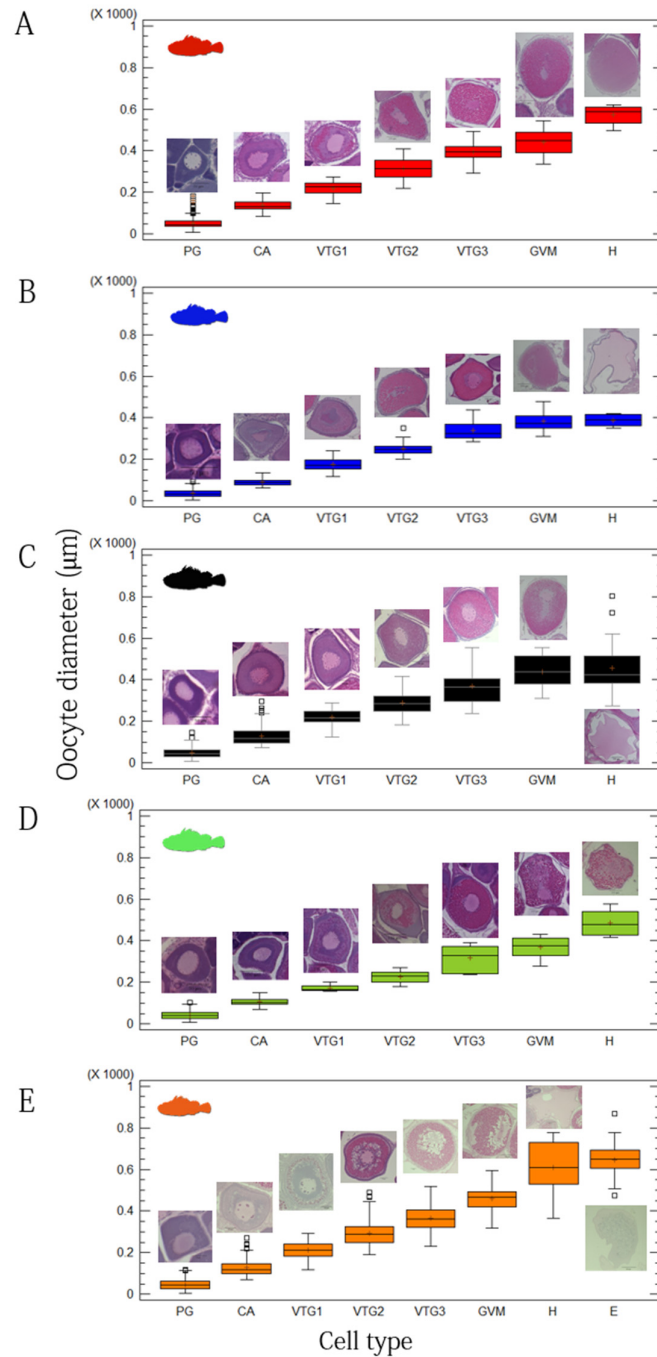 A
(X 1000)
1
0.8
0.6
0.4
0.2
0
PG CA VTG1 VTG2 VTG3 GVM H
B
(X 1000)
1
0.8
0.6
0.4
0.2
0
PG CA VTG1 VTG2 VTG3 GVM H
C
(X 1000)
1
0.8
0.6
0.4
0.2
0
PG CA VTG1 VTG2 VTG3 GVM H
Oocyte diameter (µm)
D
(X 1000)
1
0.8
0.6
0.4
0.2
0
PG CA VTG1 VTG2 VTG3 GVM H
E
(X 1000)
1
0.8
0.6
0.4
0.2
0
PG CA VTG1 VTG2 VTG3 GVM H E
Cell type